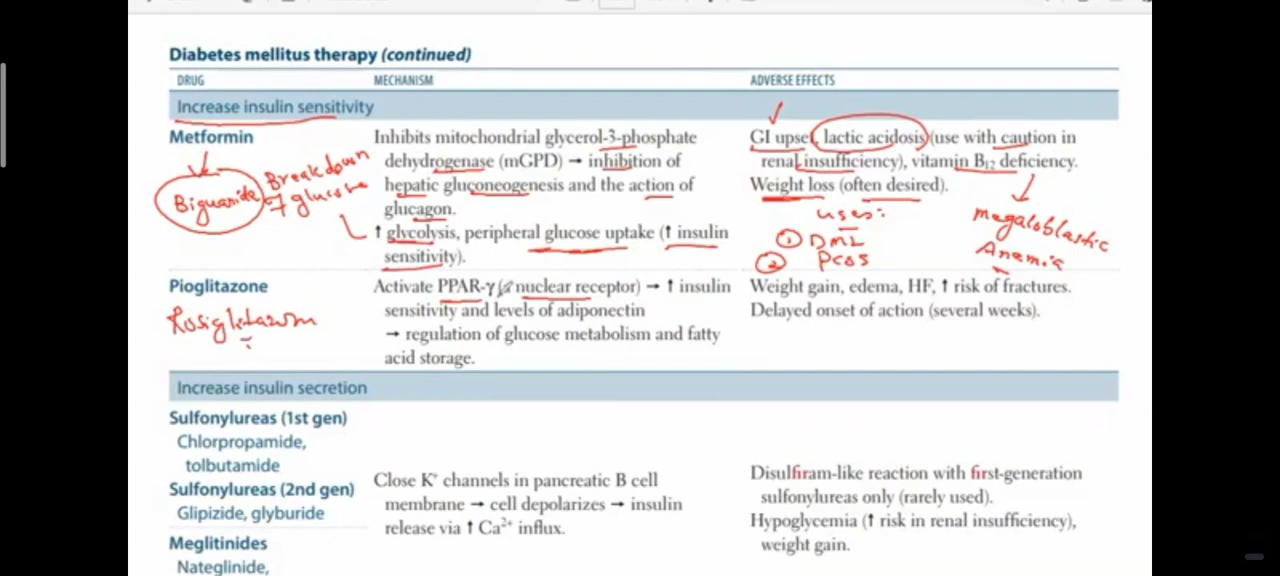 Diabetes mellitus therapy (continued)
DRUG MECHANISM ADVERSE EFFECTS
Increase insulin sensitivity
Metformin
Biguanide
Breakdown
of glucose
Inhibits mitochondrial glycerol-3-phosphate
dehydrogenase (mGPD) → inhibition of
hepatic gluconeogenesis and the action of
glucagon.
↑ glycolysis, peripheral glucose uptake (↑ insulin
sensitivity).
GI upset, lactic acidosis (use with caution in
renal insufficiency), vitamin B₁₂ deficiency.
Weight loss (often desired).
uses:
① DM2
② PCOS
megaloblastic
Anemia
Pioglitazone
Rosiglitazone
Activate PPAR-γ (a nuclear receptor) → ↑ insulin
sensitivity and levels of adiponectin
→ regulation of glucose metabolism and fatty
acid storage.
Weight gain, edema, HF, ↑ risk of fractures.
Delayed onset of action (several weeks).
Increase insulin secretion
Sulfonylureas (1st gen)
Chlorpropamide,
tolbutamide
Sulfonylureas (2nd gen)
Glipizide, glyburide
Meglitinides
Nateglinide,
Close K⁺ channels in pancreatic B cell
membrane → cell depolarizes → insulin
release via ↑ Ca²⁺ influx.
Disulfiram-like reaction with first-generation
sulfonylureas only (rarely used).
Hypoglycemia (↑ risk in renal insufficiency),
weight gain.